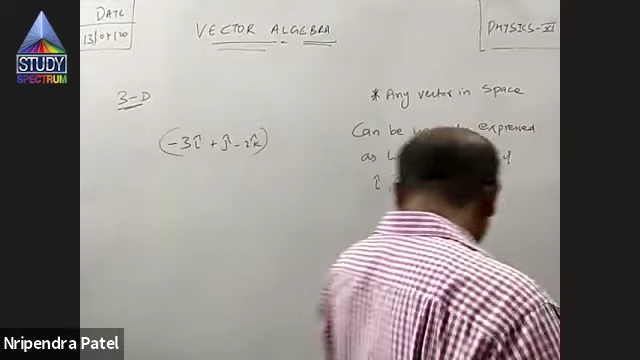 DATE
13/07/20
VECTOR ALGEBRA
PHYSICS-XI
STUDY
SPECTRUM
3-D
(-3î + ĵ - 2k̂)
* Any vector in space
Can be expressed
as
î
Nripendra Patel